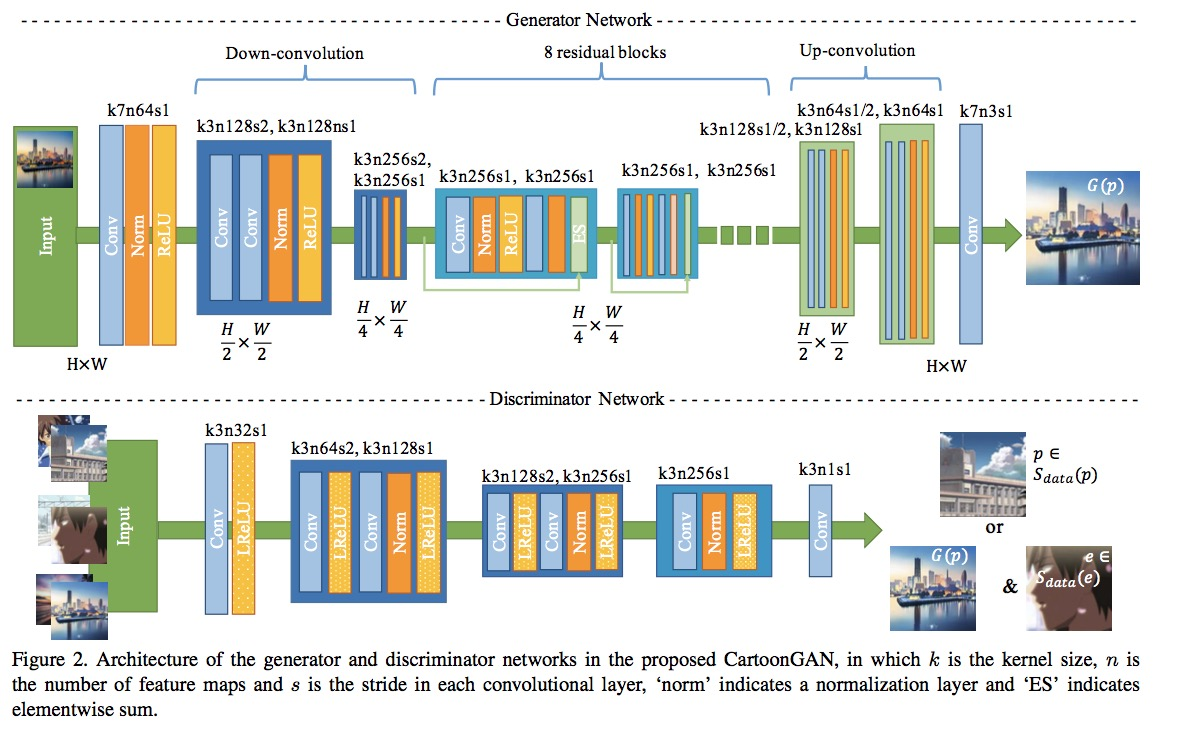 Generator Network
Down-convolution
8 residual blocks
Up-convolution
k7n64s1
k3n128s2, k3n128ns1
k3n256s2,
k3n256s1
k3n256s1, k3n256s1
k3n256s1, k3n256s1
k3n128s1/2, k3n128s1
k3n64s1/2, k3n64s1
k7n3s1
Input
Conv
Norm
ReLU
Conv
Conv
Norm
ReLU
Conv
Norm
ReLU
ES
Conv
G(p)
H×W
H/2 × W/2
H/4 × W/4
H/4 × W/4
H/2 × W/2
H×W
Discriminator Network
k3n32s1
k3n64s2, k3n128s1
k3n128s2, k3n256s1
k3n256s1
k3n1s1
Input
Conv
LReLU
Conv
LReLU
Conv
Norm
LReLU
Conv
LReLU
Conv
Norm
LReLU
Conv
Norm
LReLU
Conv
p ∈
S_data(p)
or
G(p)
&
e ∈
S_data(e)
Figure 2. Architecture of the generator and discriminator networks in the proposed CartoonGAN, in which k is the kernel size, n is
the number of feature maps and s is the stride in each convolutional layer, ‘norm’ indicates a normalization layer and ‘ES’ indicates
elementwise sum.